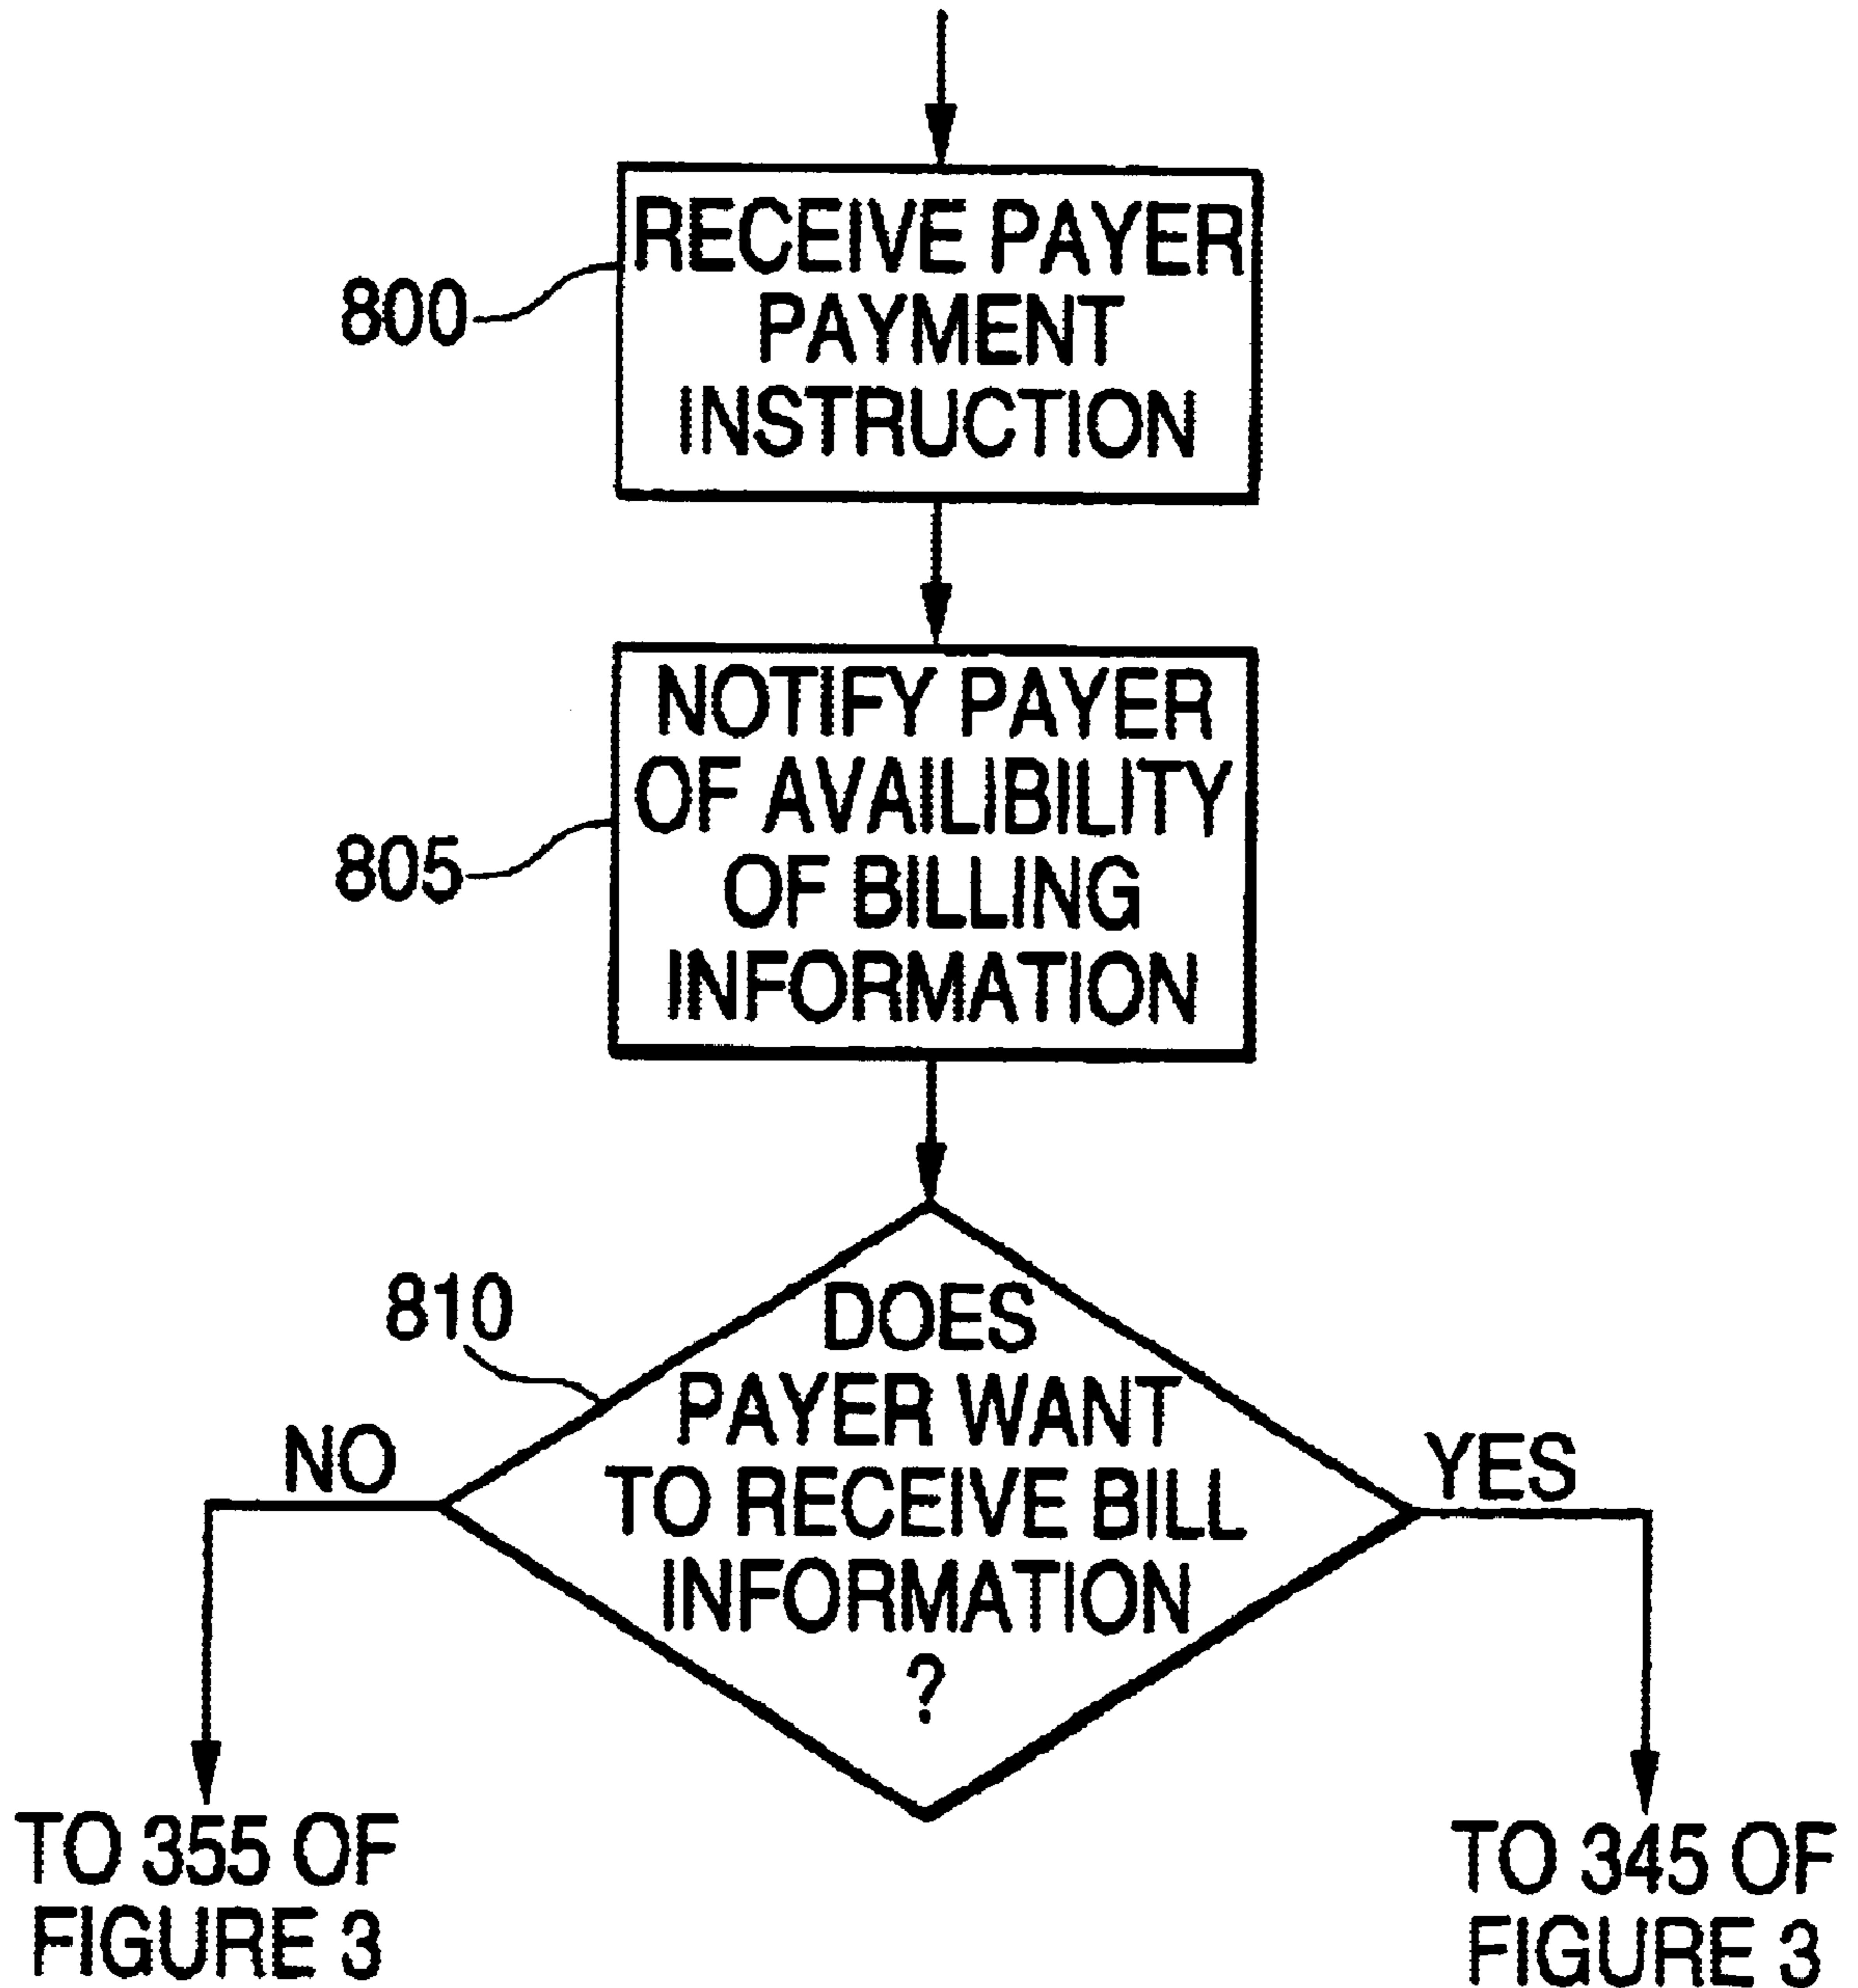 RECEIVE PAYER
PAYMENT
INSTRUCTION
800
NOTIFY PAYER
OF AVAILIBILITY
OF BILLING
INFORMATION
805
810
DOES
PAYER WANT
TO RECEIVE BILL
INFORMATION
?
NO
YES
TO 355 OF
FIGURE 3
TO 345 OF
FIGURE 3